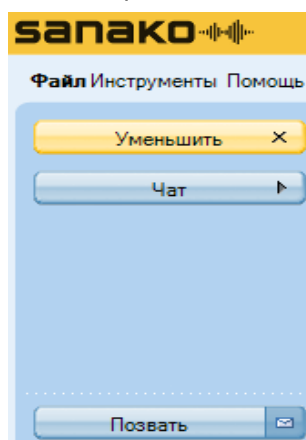 sanako
Файл Инструменты Помощь
Уменьшить
Чат
Позвать